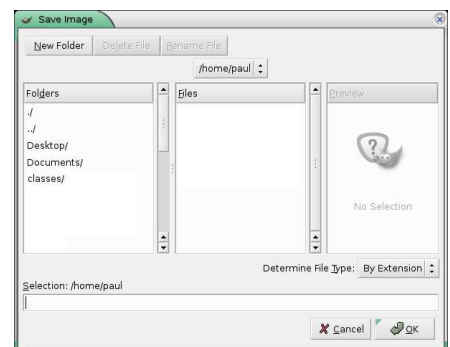 Save Image
New Folder Delete File Rename File
/home/paul
Folders Files Preview
./
../
Desktop/
Documents/
classes/
No Selection
Determine File Type: By Extension
Selection: /home/paul
Cancel OK